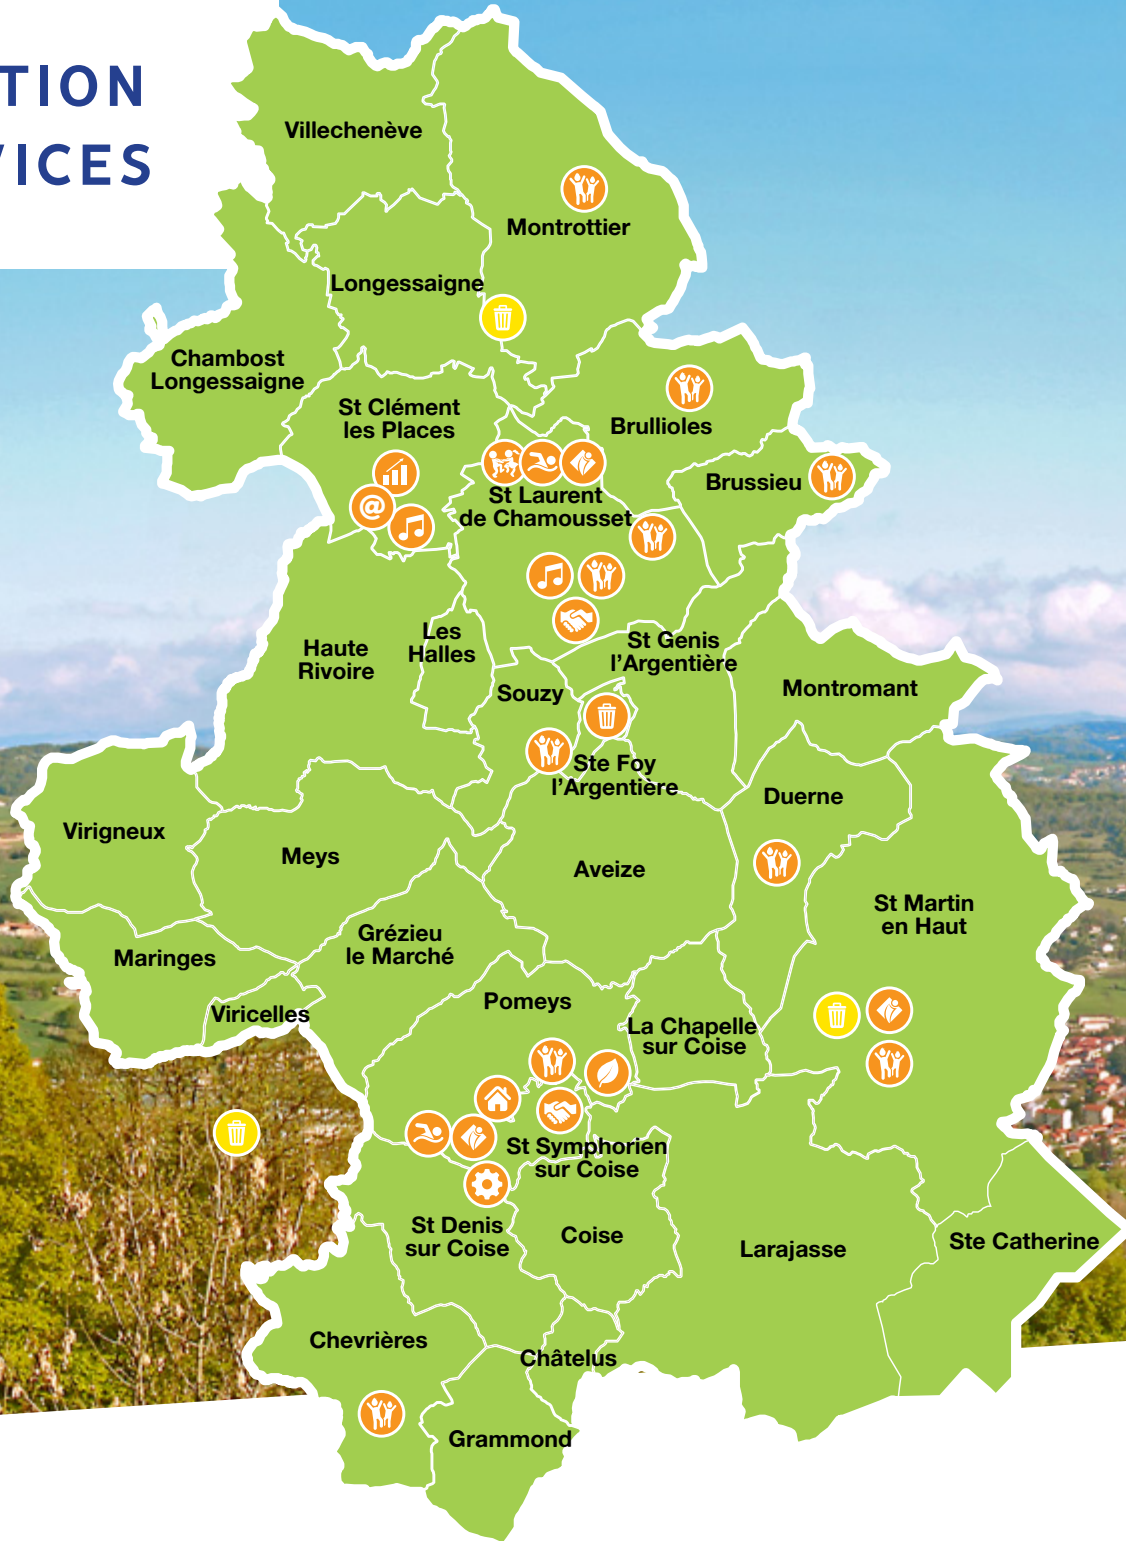 TION
VICES
Villechenève
Montrottier
Longessaigne
Chambost
Longessaigne
St Clément
les Places
Brullioles
Brussieu
St Laurent
de Chamousset
@
Haute
Rivoire
Les
Halles
St Genis
l'Argentière
Souzy
Montromant
Ste Foy
l'Argentière
Duerne
Virigneux
Meys
Aveize
St Martin
en Haut
Grézieu
le Marché
Maringes
Viricelles
Pomeys
La Chapelle
sur Coise
St Symphorien
sur Coise
St Denis
sur Coise
Coise
Larajasse
Ste Catherine
Chevrières
Châtelus
Grammond